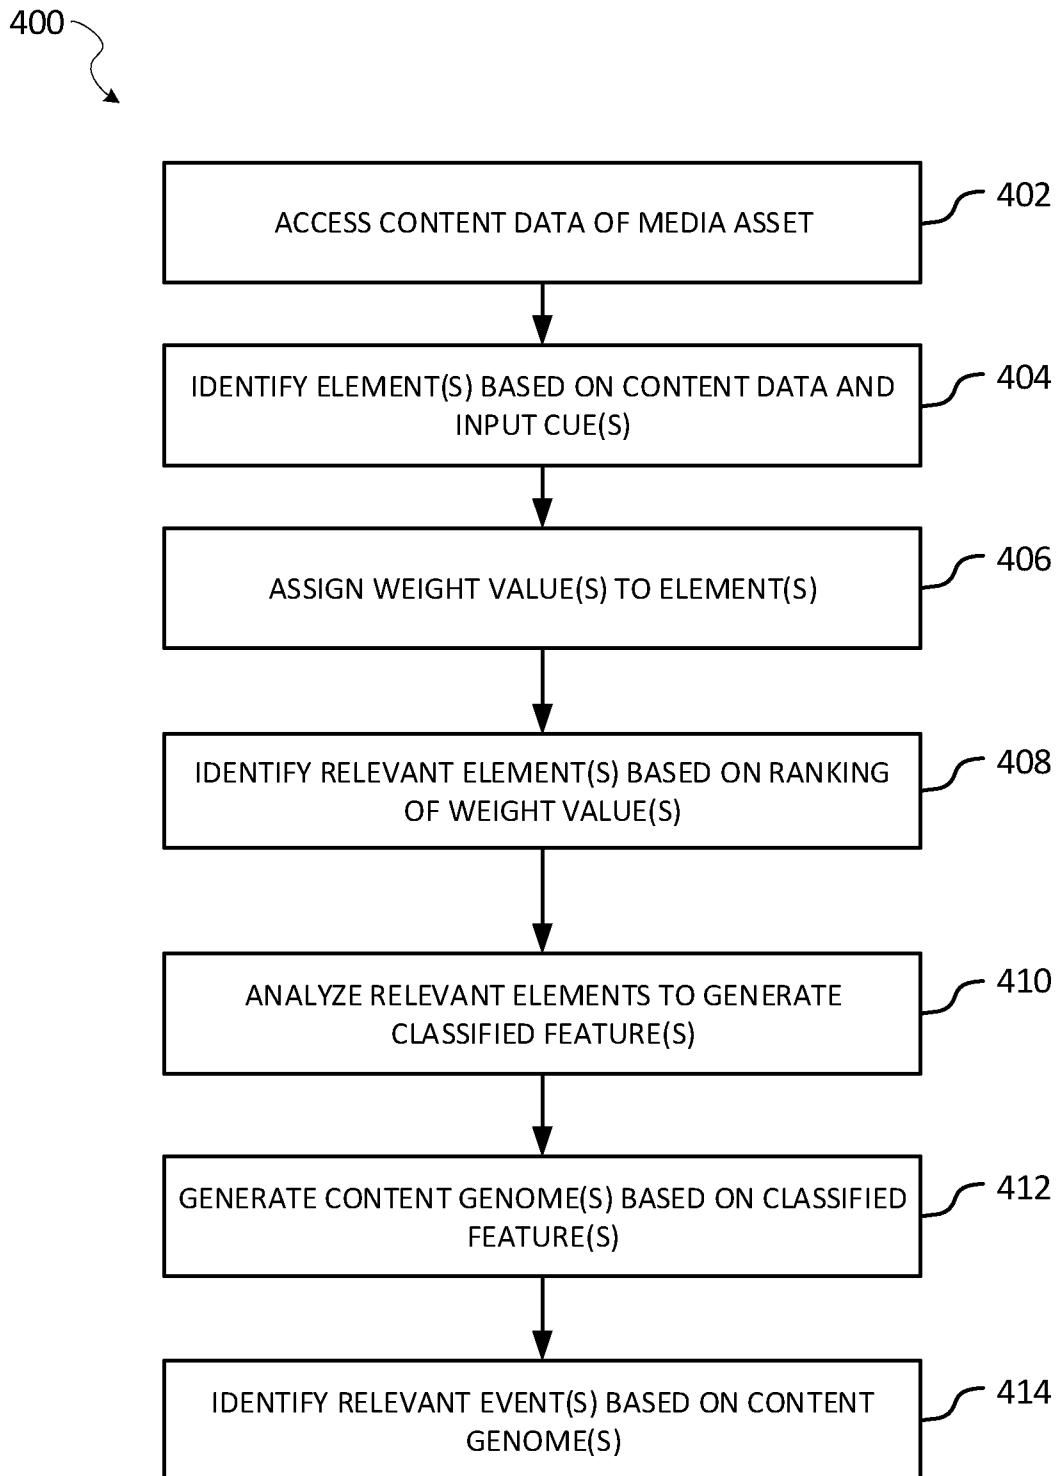 400
ACCESS CONTENT DATA OF MEDIA ASSET
402
IDENTIFY ELEMENT(S) BASED ON CONTENT DATA AND
INPUT CUE(S)
404
ASSIGN WEIGHT VALUE(S) TO ELEMENT(S)
406
IDENTIFY RELEVANT ELEMENT(S) BASED ON RANKING
OF WEIGHT VALUE(S)
408
ANALYZE RELEVANT ELEMENTS TO GENERATE
CLASSIFIED FEATURE(S)
410
GENERATE CONTENT GENOME(S) BASED ON CLASSIFIED
FEATURE(S)
412
IDENTIFY RELEVANT EVENT(S) BASED ON CONTENT
GENOME(S)
414